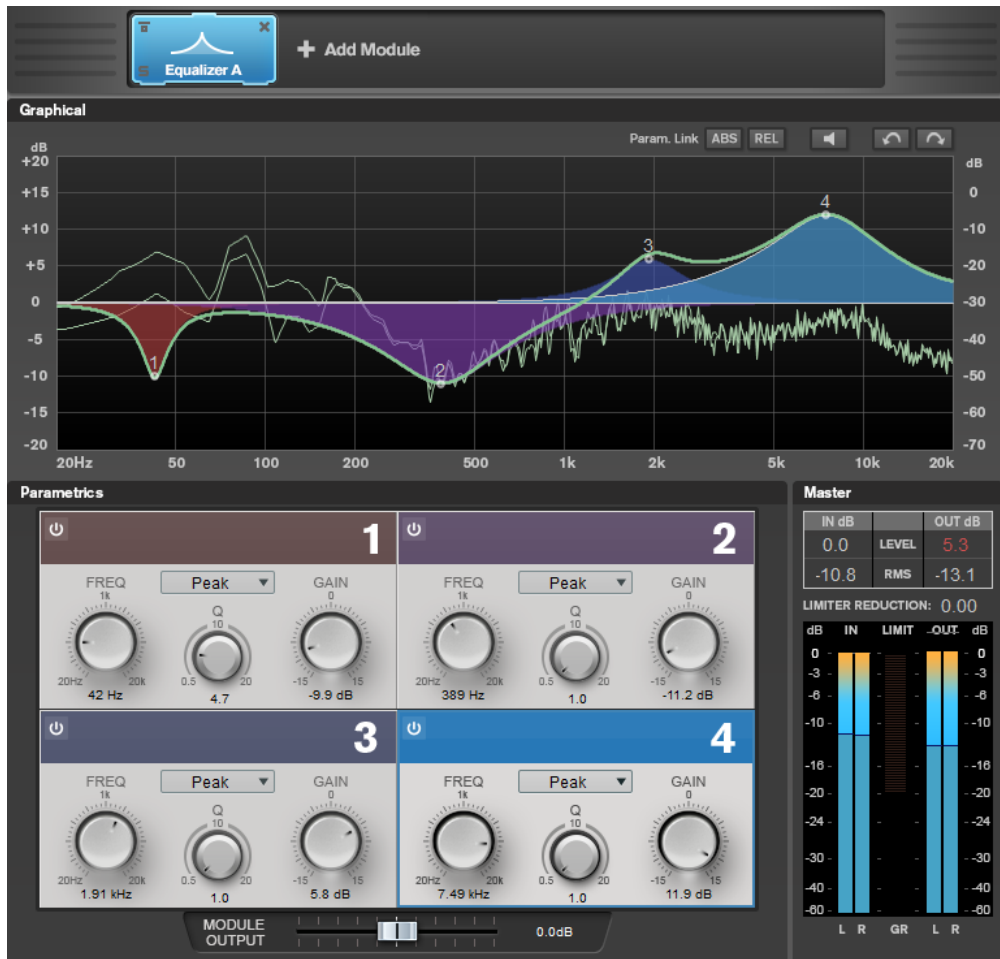 Equalizer A
+ Add Module
Graphical
Param. Link ABS REL
dB
+20
+15
+10
+5
0
-5
-10
-15
-20
dB
0
-10
-20
-30
-40
-50
-60
-70
1
2
3
4
20Hz 50 100 200 500 1k 2k 5k 10k 20k
Parametrics
1
FREQ Peak GAIN
1k Q 0
10
20Hz 20k 0.5 20 -15 15
42 Hz 4.7 -9.9 dB
2
FREQ Peak GAIN
1k Q 0
10
20Hz 20k 0.5 20 -15 15
389 Hz 1.0 -11.2 dB
3
FREQ Peak GAIN
1k Q 0
10
20Hz 20k 0.5 20 -15 15
1.91 kHz 1.0 5.8 dB
4
FREQ Peak GAIN
1k Q 0
10
20Hz 20k 0.5 20 -15 15
7.49 kHz 1.0 11.9 dB
MODULE
OUTPUT
0.0dB
Master
IN dB OUT dB
0.0 LEVEL 5.3
-10.8 RMS -13.1
LIMITER REDUCTION: 0.00
dB IN LIMIT OUT dB
0 - - 0
-3 - - -3
-6 - - -6
-10 - - -10
-16 - - -16
-20 - - -20
-24 - - -24
-30 - - -30
-40 - - -40
-60 - - -60
L R GR L R